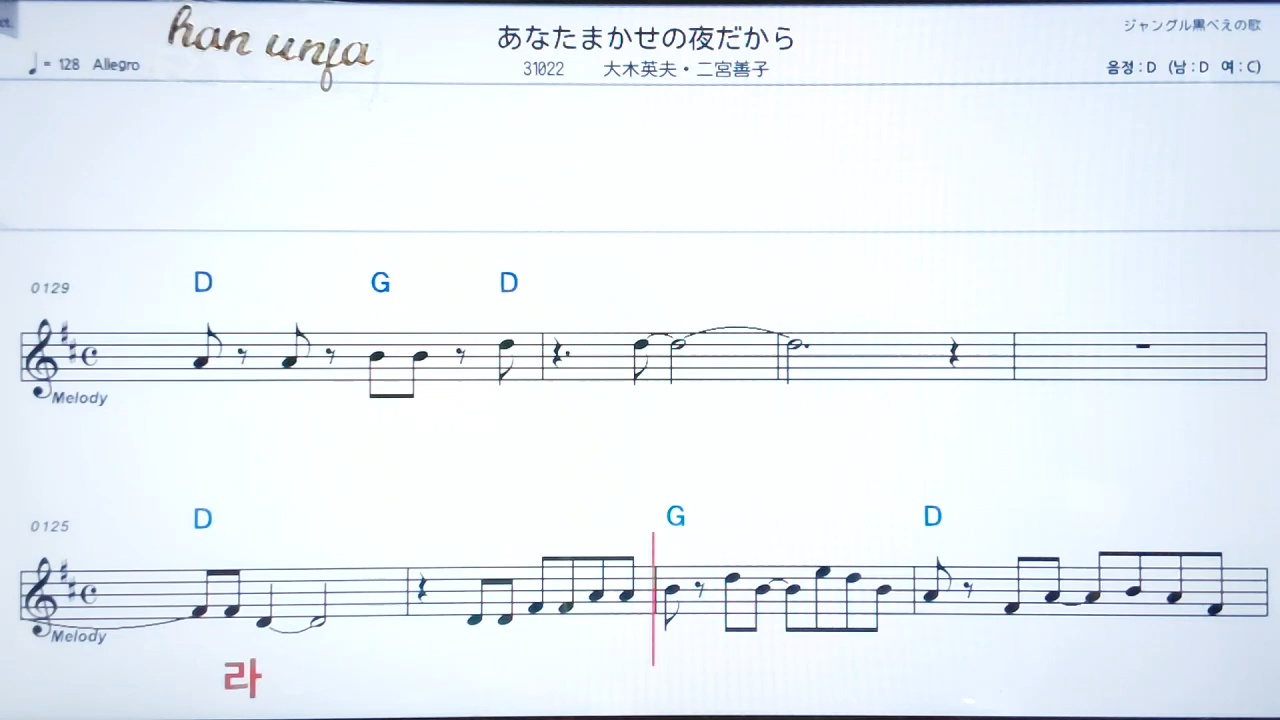 ct.
han unfa
あなたまかせの夜だから
ジャングル黒べえの歌
♩= 128 Allegro
31022 大木英夫・二宮善子
음정 : D (남 : D 여 : C)
D G D
0129
Melody
D G D
0125
Melody
라